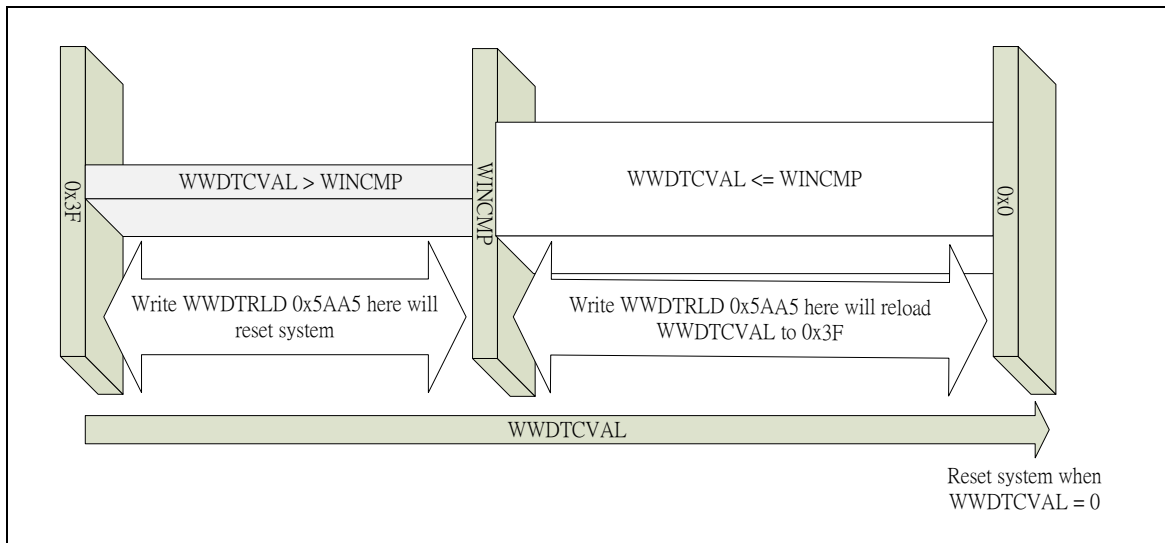 0x3F
WWDTCVAL > WINCMP
WINCMP
WWDTCVAL <= WINCMP
0x0
Write WWDTRLD 0x5AA5 here will
reset system
Write WWDTRLD 0x5AA5 here will reload
WWDTCVAL to 0x3F
WWDTCVAL
Reset system when
WWDTCVAL = 0